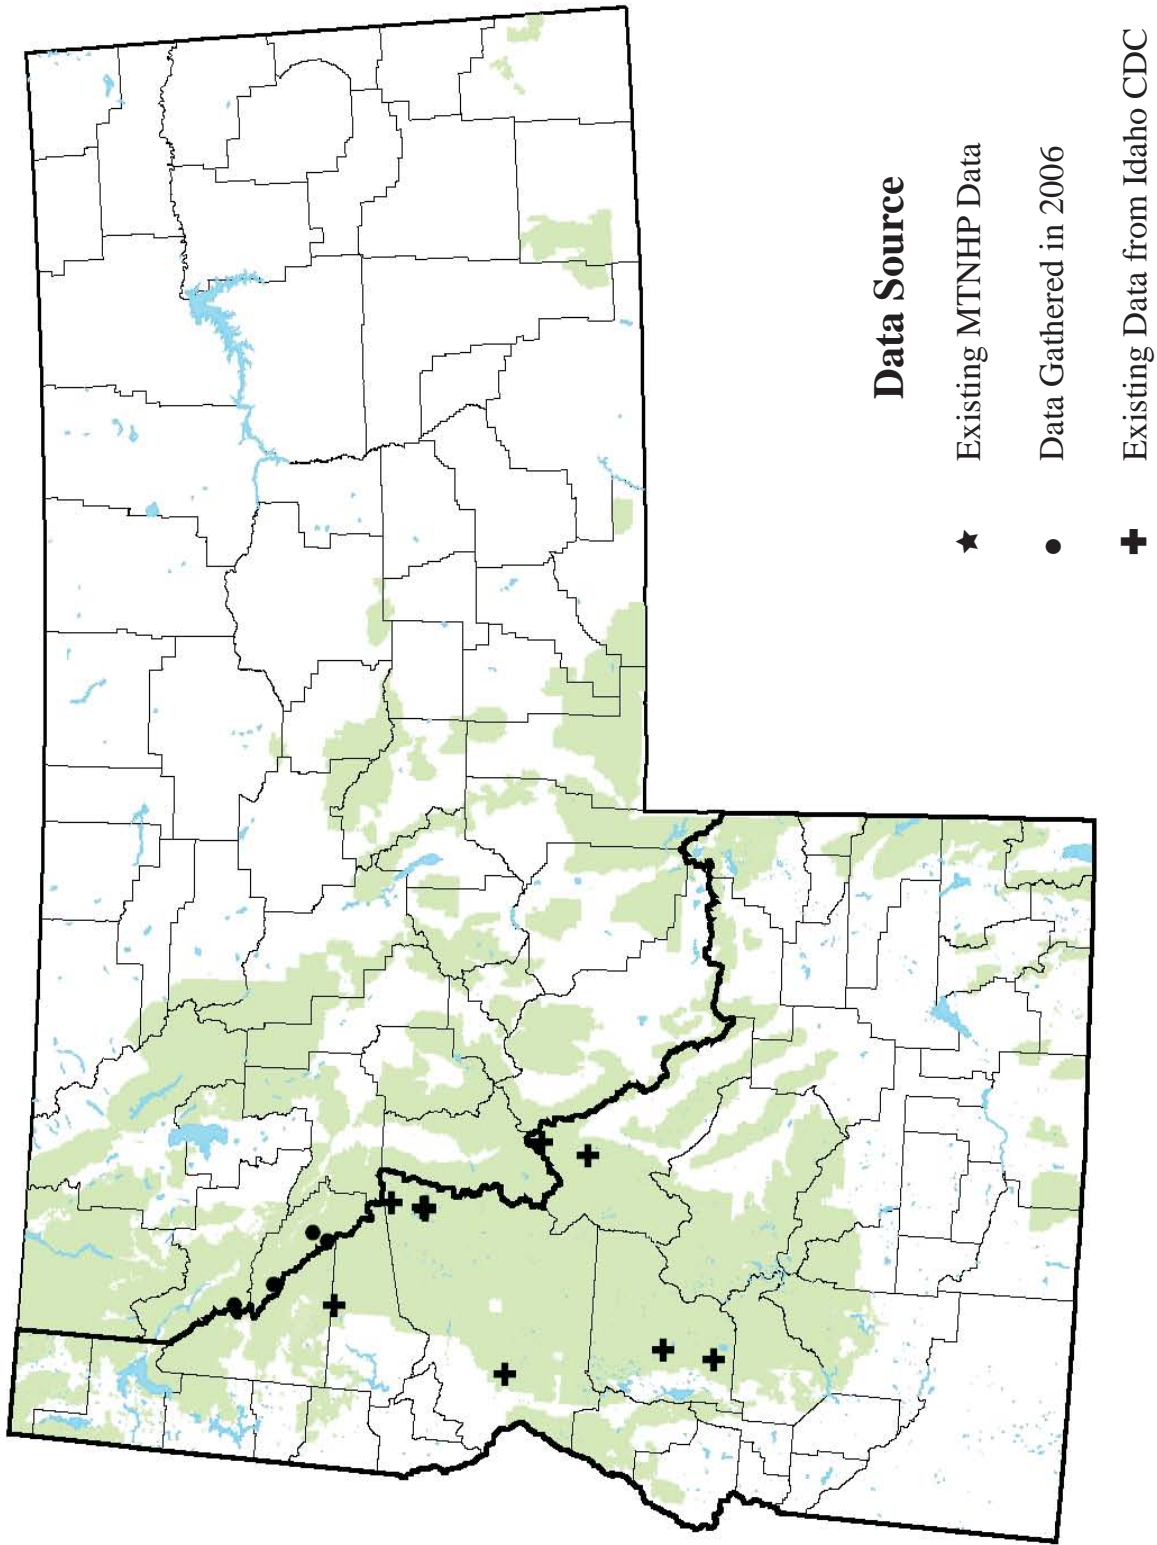 Data Source
Existing MTNHP Data
Data Gathered in 2006
Existing Data from Idaho CDC